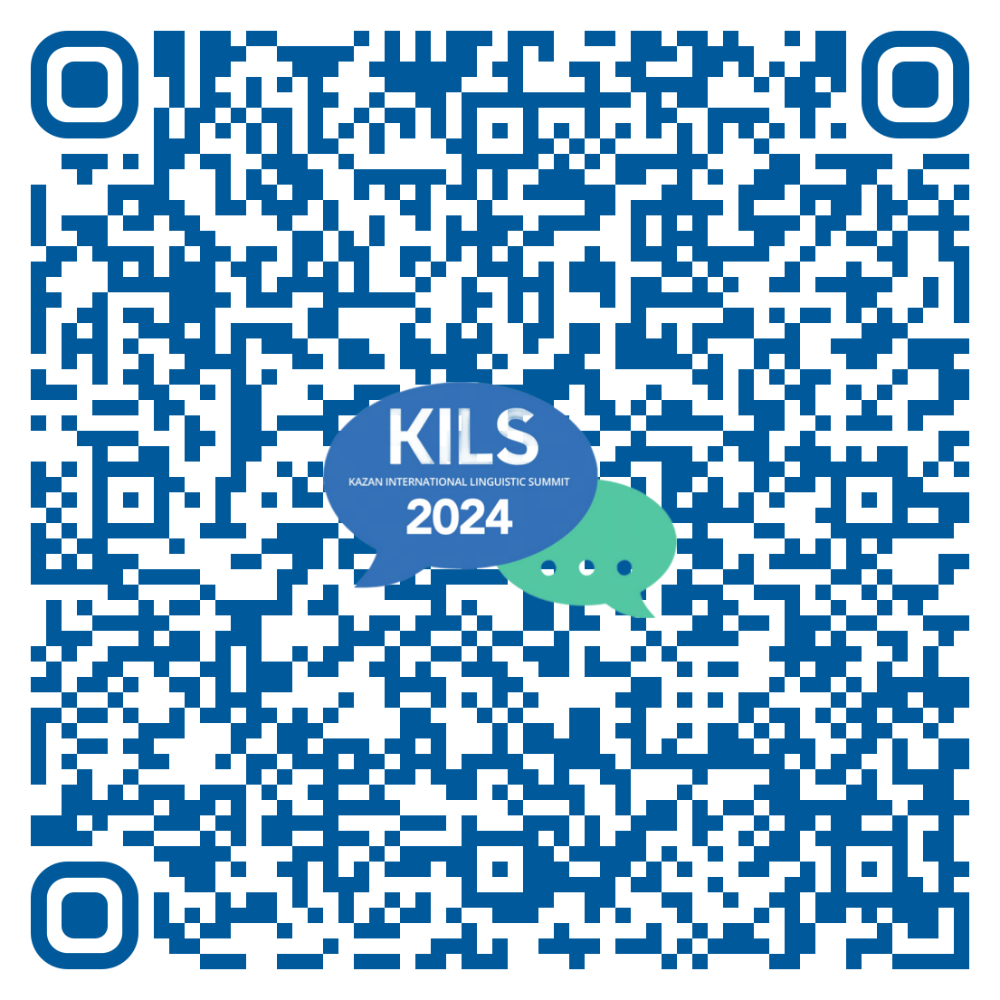 KILS
KAZAN INTERNATIONAL LINGUISTIC SUMMIT
2024